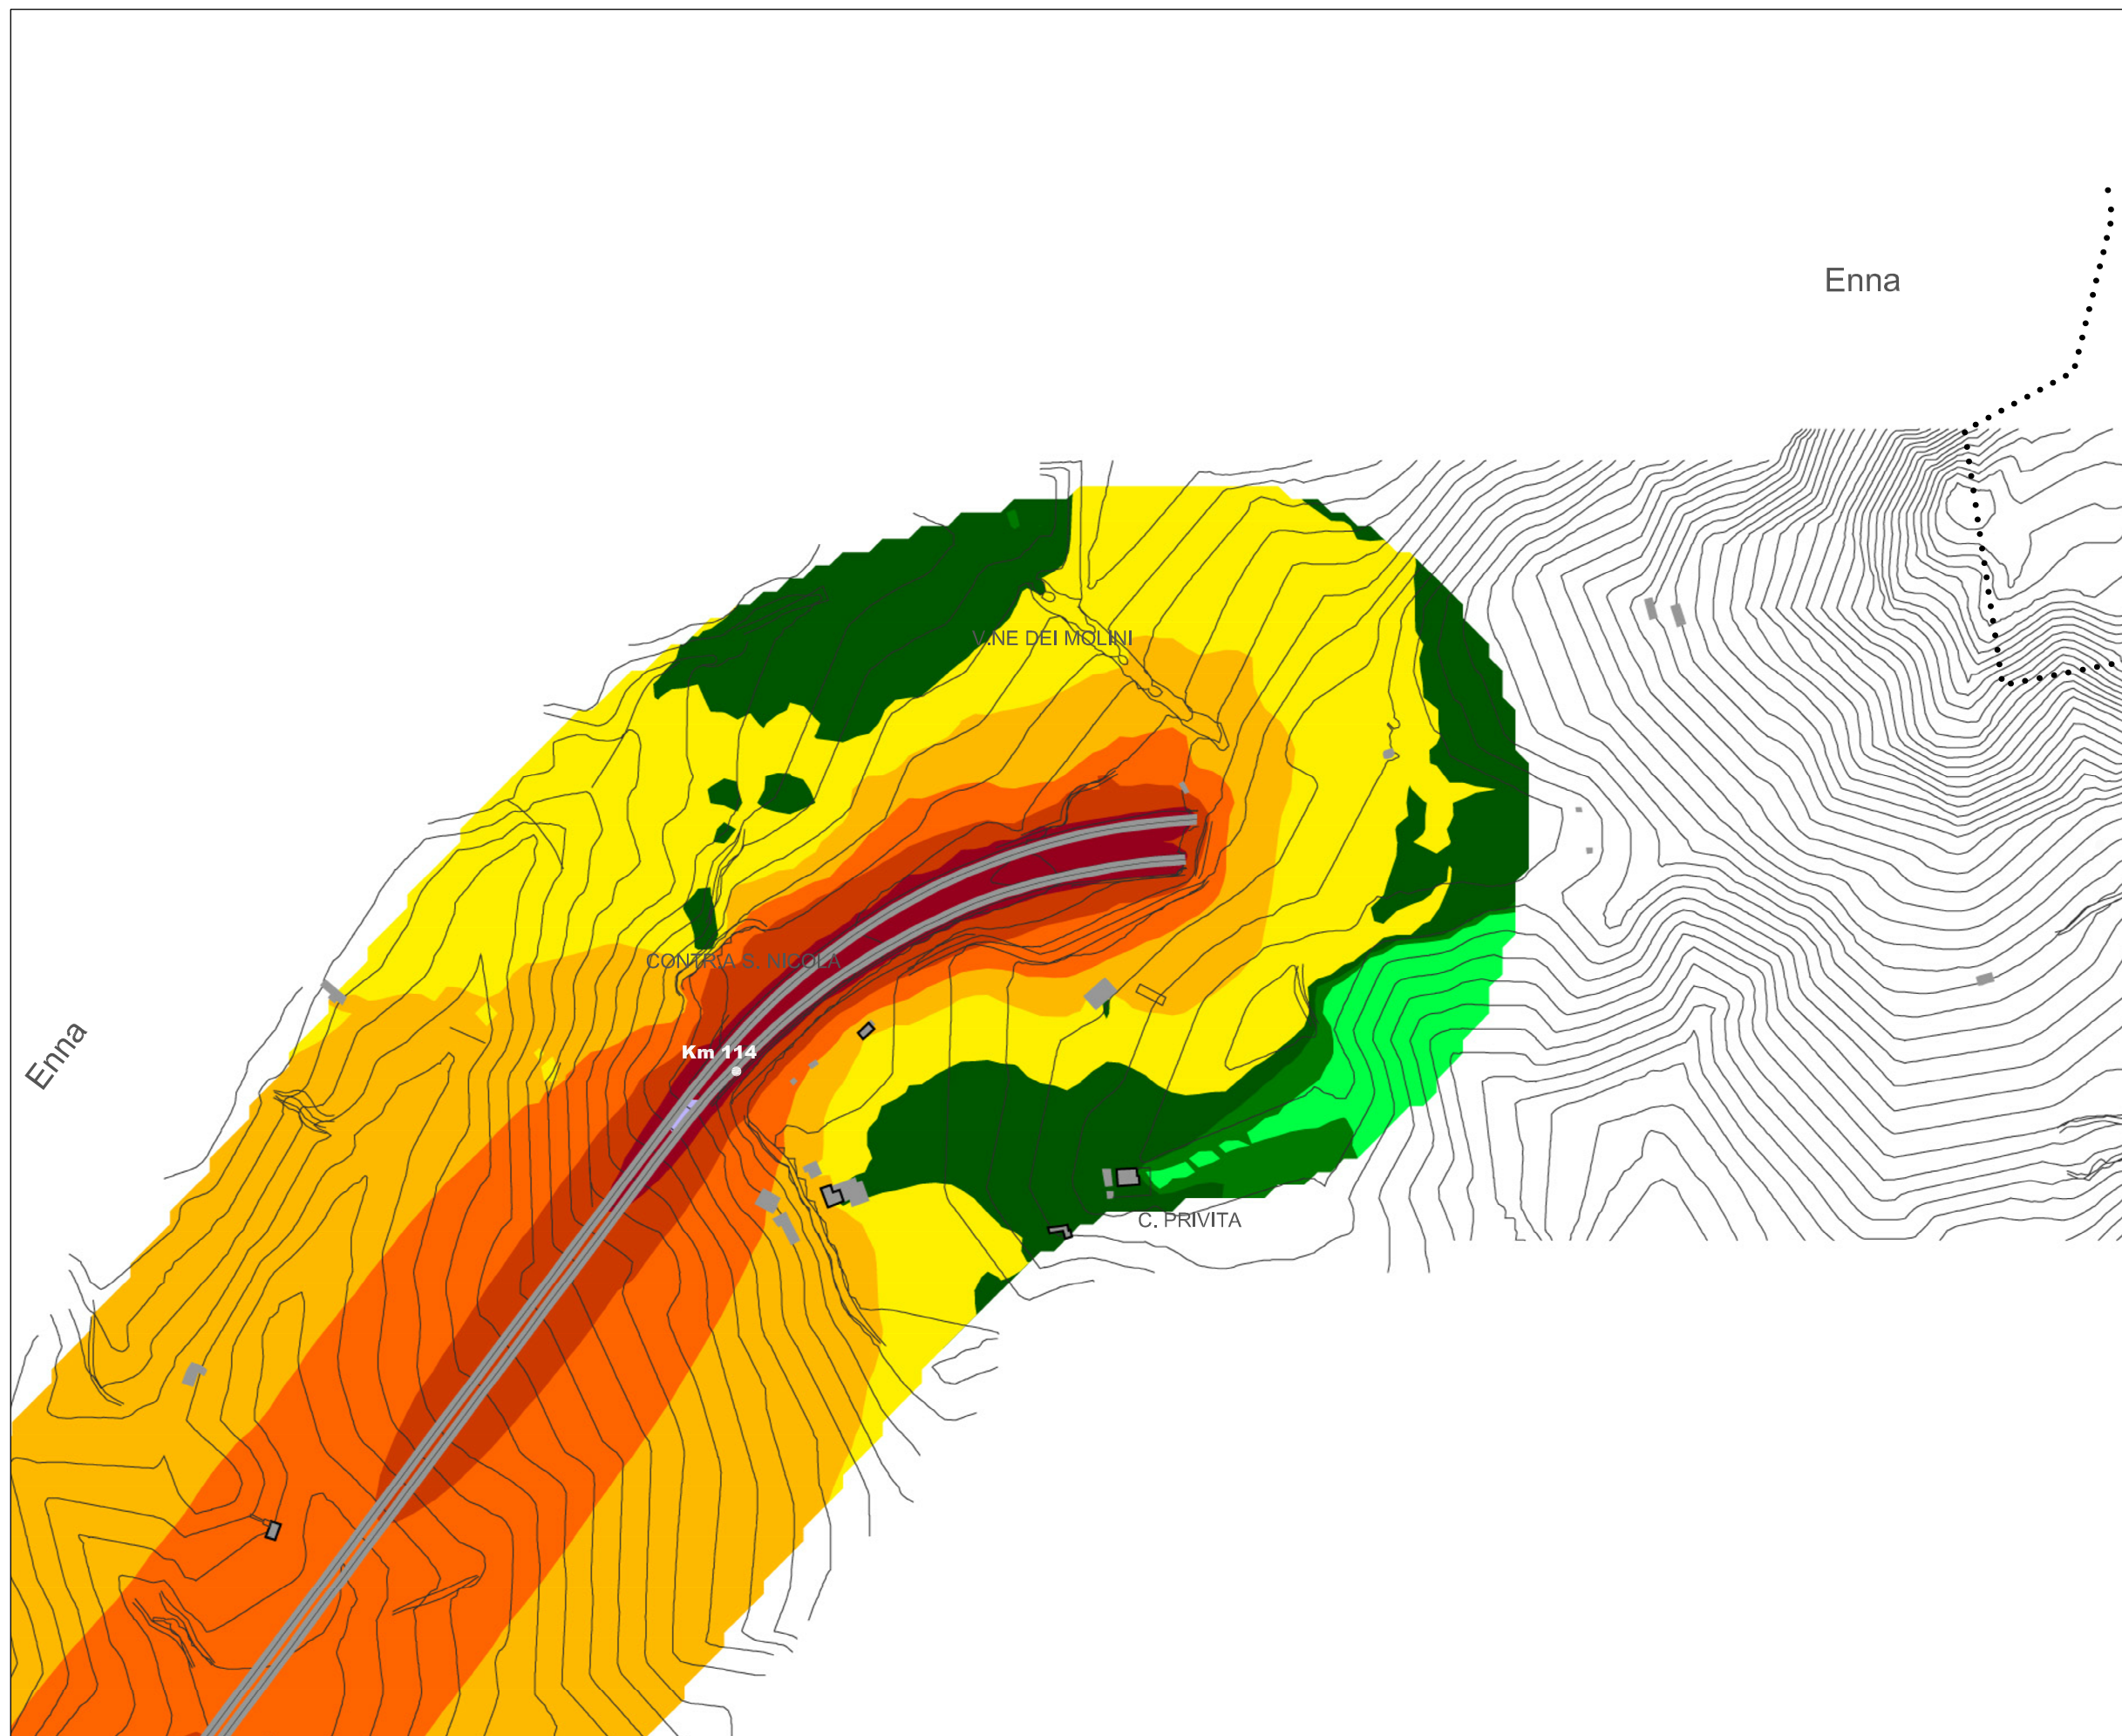 Enna
V.NE DEI MOLINI
CONTR.A S. NICOLA
Enna
Km 114
C. PRIVITA